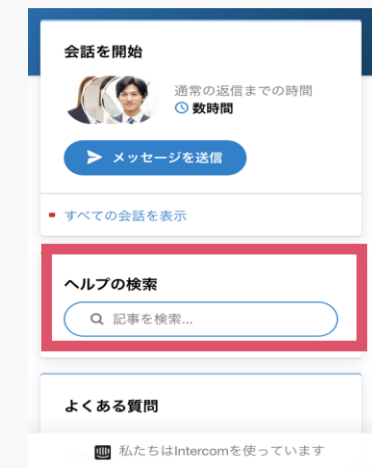 会話を開始
通常の返信までの時間
数時間
メッセージを送信
すべての会話を表示
ヘルプの検索
記事を検索...
よくある質問
私たちはIntercomを使っています